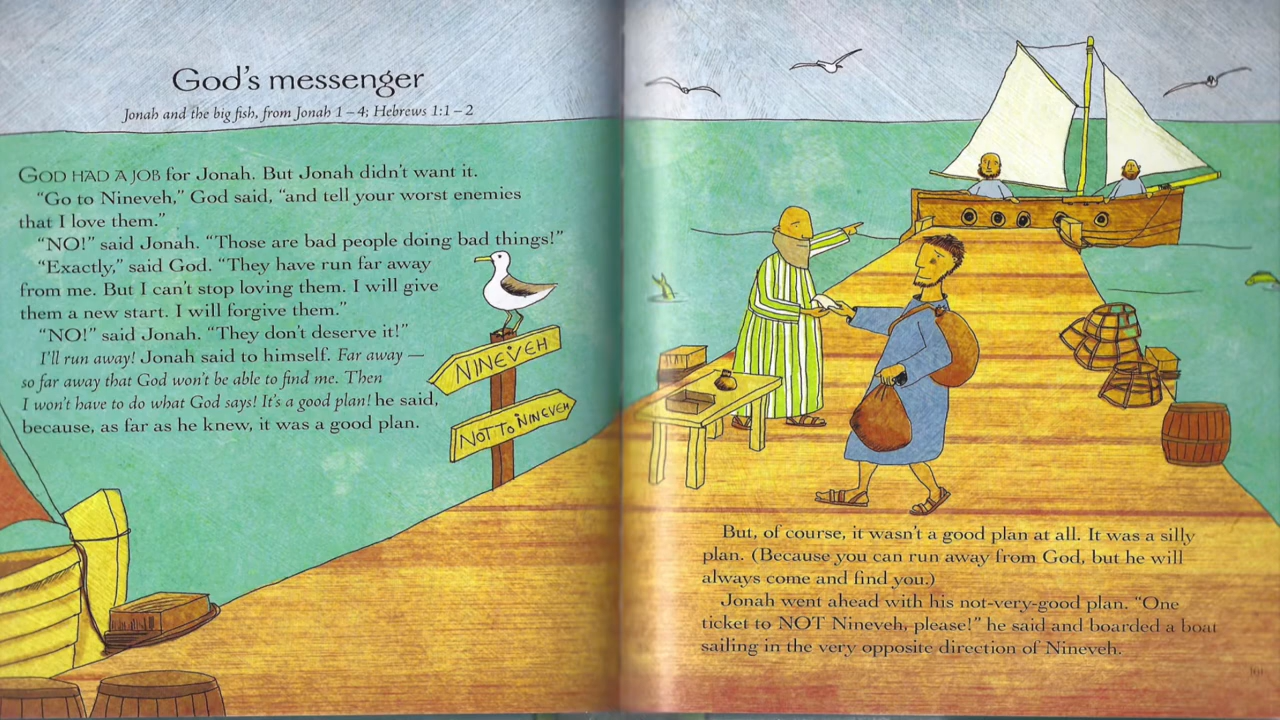 God's messenger
Jonah and the big fish, from Jonah 1 – 4; Hebrews 1:1 – 2
GOD HAD A JOB for Jonah. But Jonah didn't want it.
"Go to Nineveh," God said, "and tell your worst enemies
that I love them."
"NO!" said Jonah. "Those are bad people doing bad things!"
"Exactly," said God. "They have run far away
from me. But I can't stop loving them. I will give
them a new start. I will forgive them."
"NO!" said Jonah. "They don't deserve it!"
I'll run away! Jonah said to himself. Far away —
so far away that God won't be able to find me. Then
I won't have to do what God says! It's a good plan! he said,
because, as far as he knew, it was a good plan.
NINEVEH
NOT TO NINEVEH
But, of course, it wasn't a good plan at all. It was a silly
plan. (Because you can run away from God, but he will
always come and find you.)
Jonah went ahead with his not-very-good plan. "One
ticket to NOT Nineveh, please!" he said and boarded a boat
sailing in the very opposite direction of Nineveh.